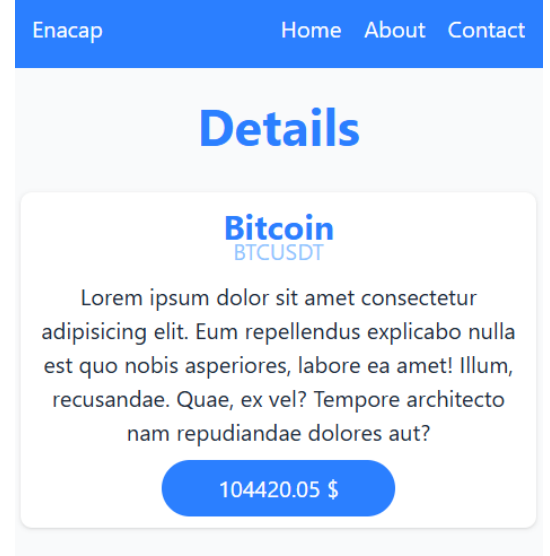 Enacap Home About Contact
Details
Bitcoin
BTCUSDT
Lorem ipsum dolor sit amet consectetur
adipisicing elit. Eum repellendus explicabo nulla
est quo nobis asperiores, labore ea amet! Illum,
recusandae. Quae, ex vel? Tempore architecto
nam repudiandae dolores aut?
104420.05 $